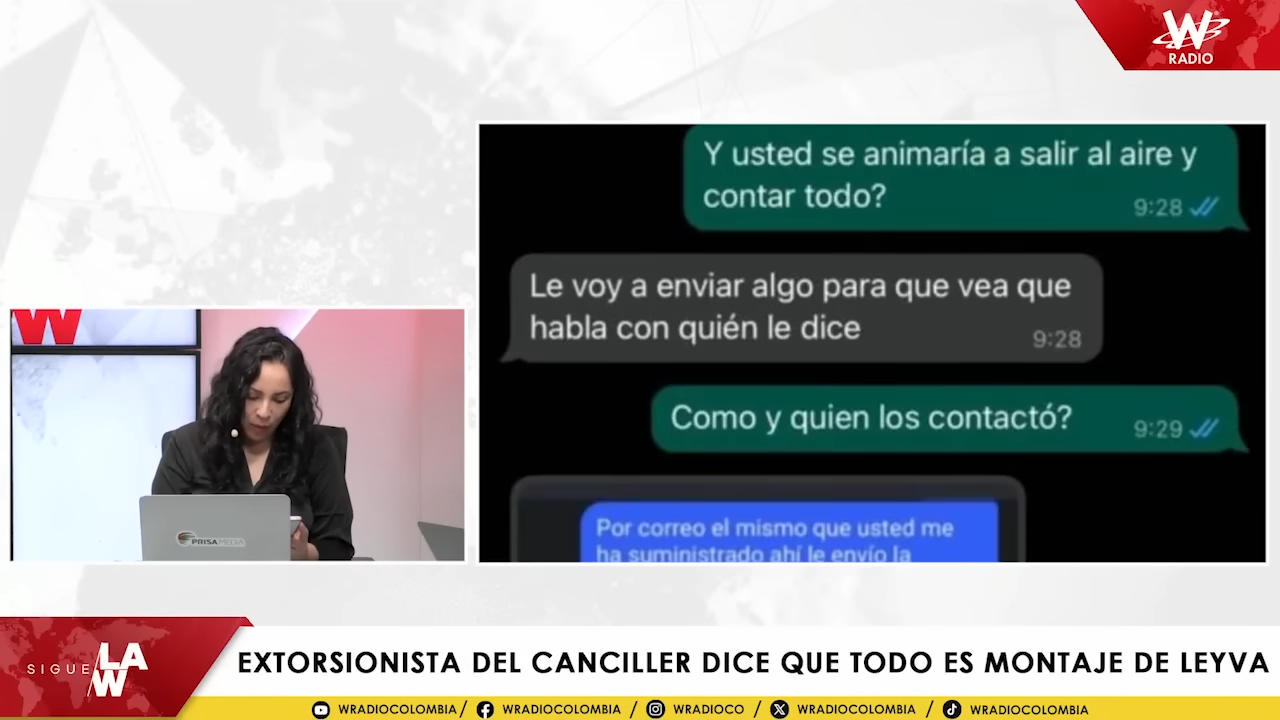 W
RADIO
Y usted se animaría a salir al aire y
contar todo?
9:28
Le voy a enviar algo para que vea que
habla con quién le dice
9:28
Como y quien los contactó?
9:29
Por correo el mismo que usted me
ha suministrado ahí le envío la
W
PRISA MEDIA
SIGUE LA W
EXTORSIONISTA DEL CANCILLER DICE QUE TODO ES MONTAJE DE LEYVA
WRADIOCOLOMBIA / WRADIOCOLOMBIA / WRADIOCO / WRADIOCOLOMBIA / WRADIOCOLOMBIA